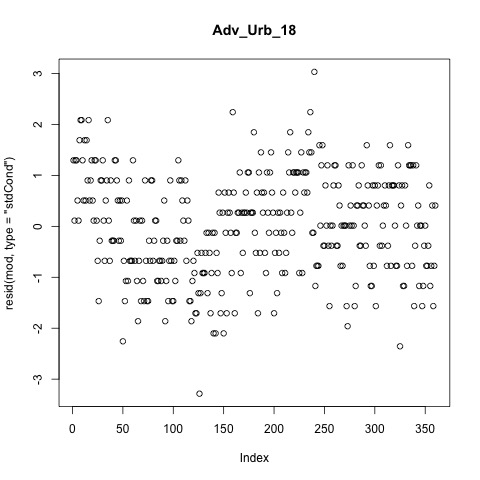 Adv_Urb_18
resid(mod, type = "stdCond")
3
2
1
0
-1
-2
-3
0 50 100 150 200 250 300 350
Index